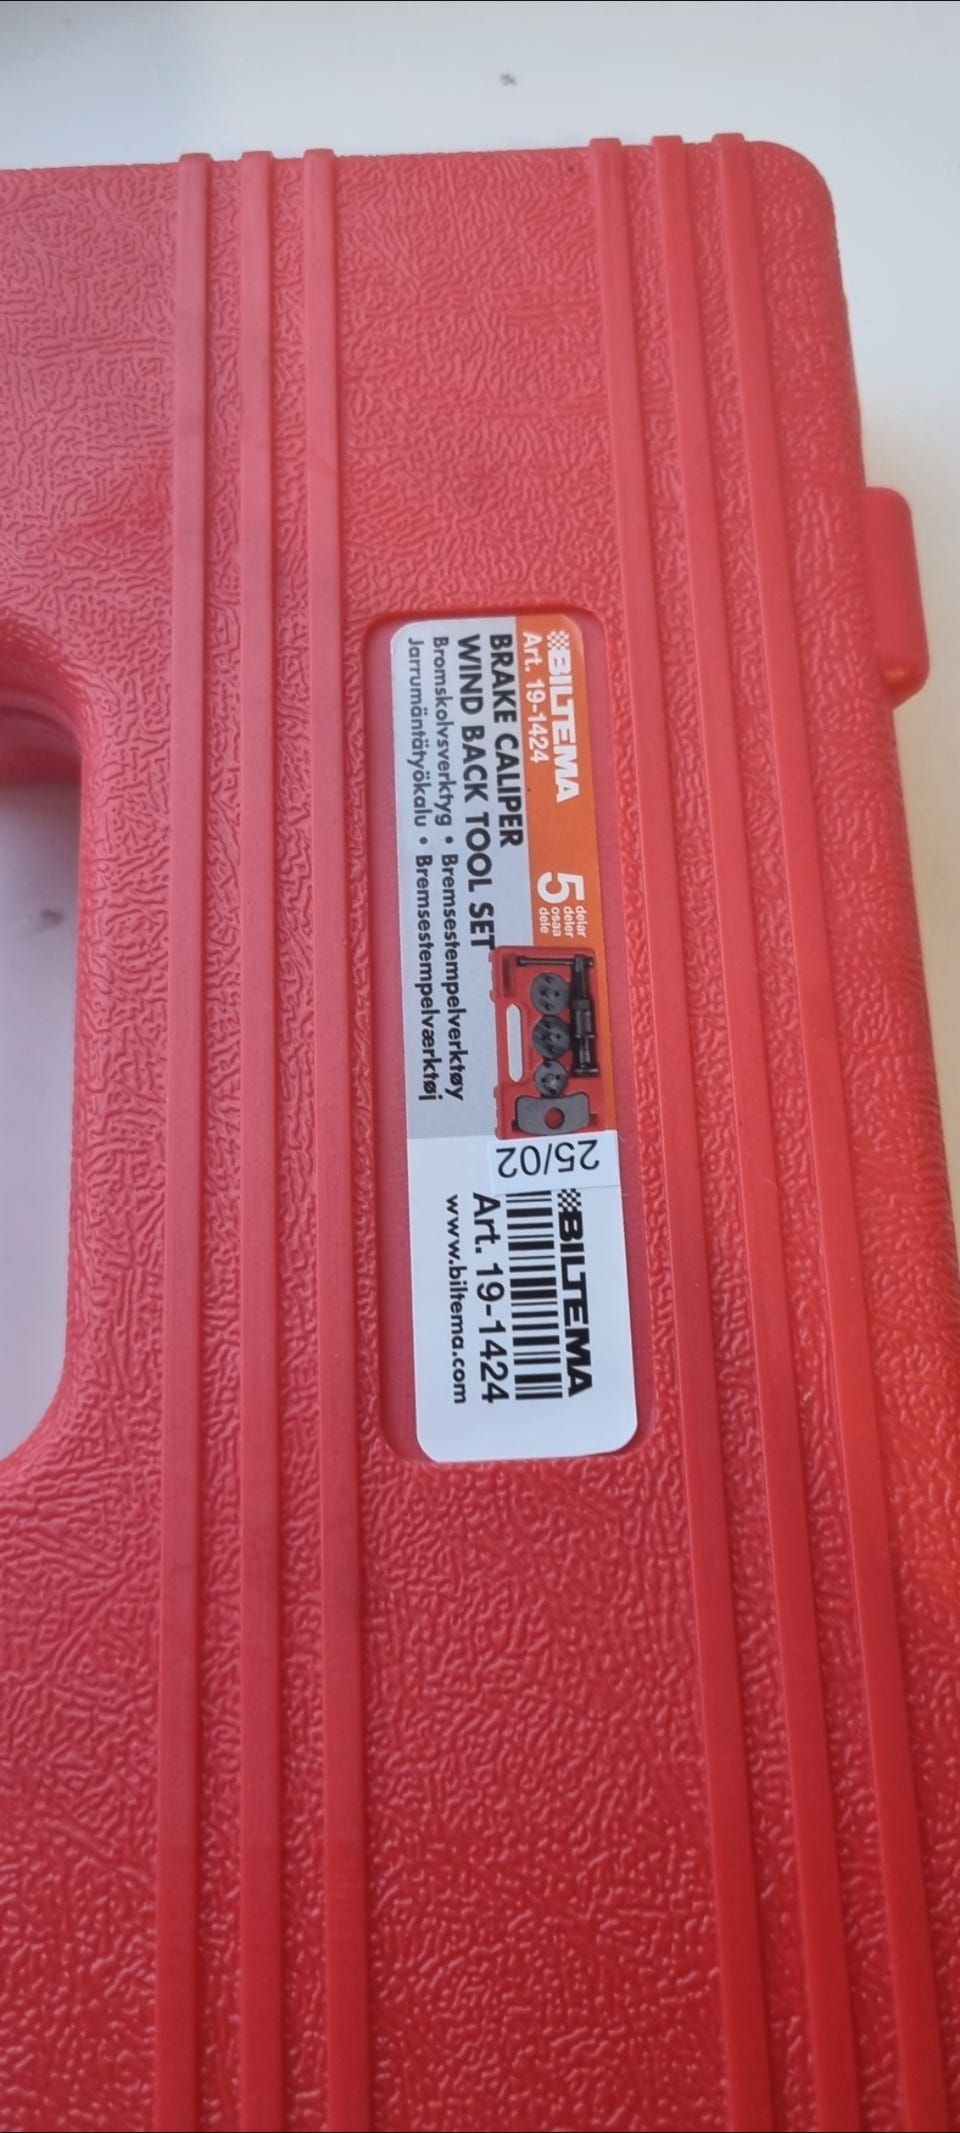 BILTEMA
Art. 19-1424
5
delar
deler
osaa
dele
BRAKE CALIPER
WIND BACK TOOL SET
Bromskolvsverktyg • Bremsestempelverktøy
Jarrumäntätyökalu • Bremsestempelværktøj
25/02
BILTEMA
Art. 19-1424
www.biltema.com